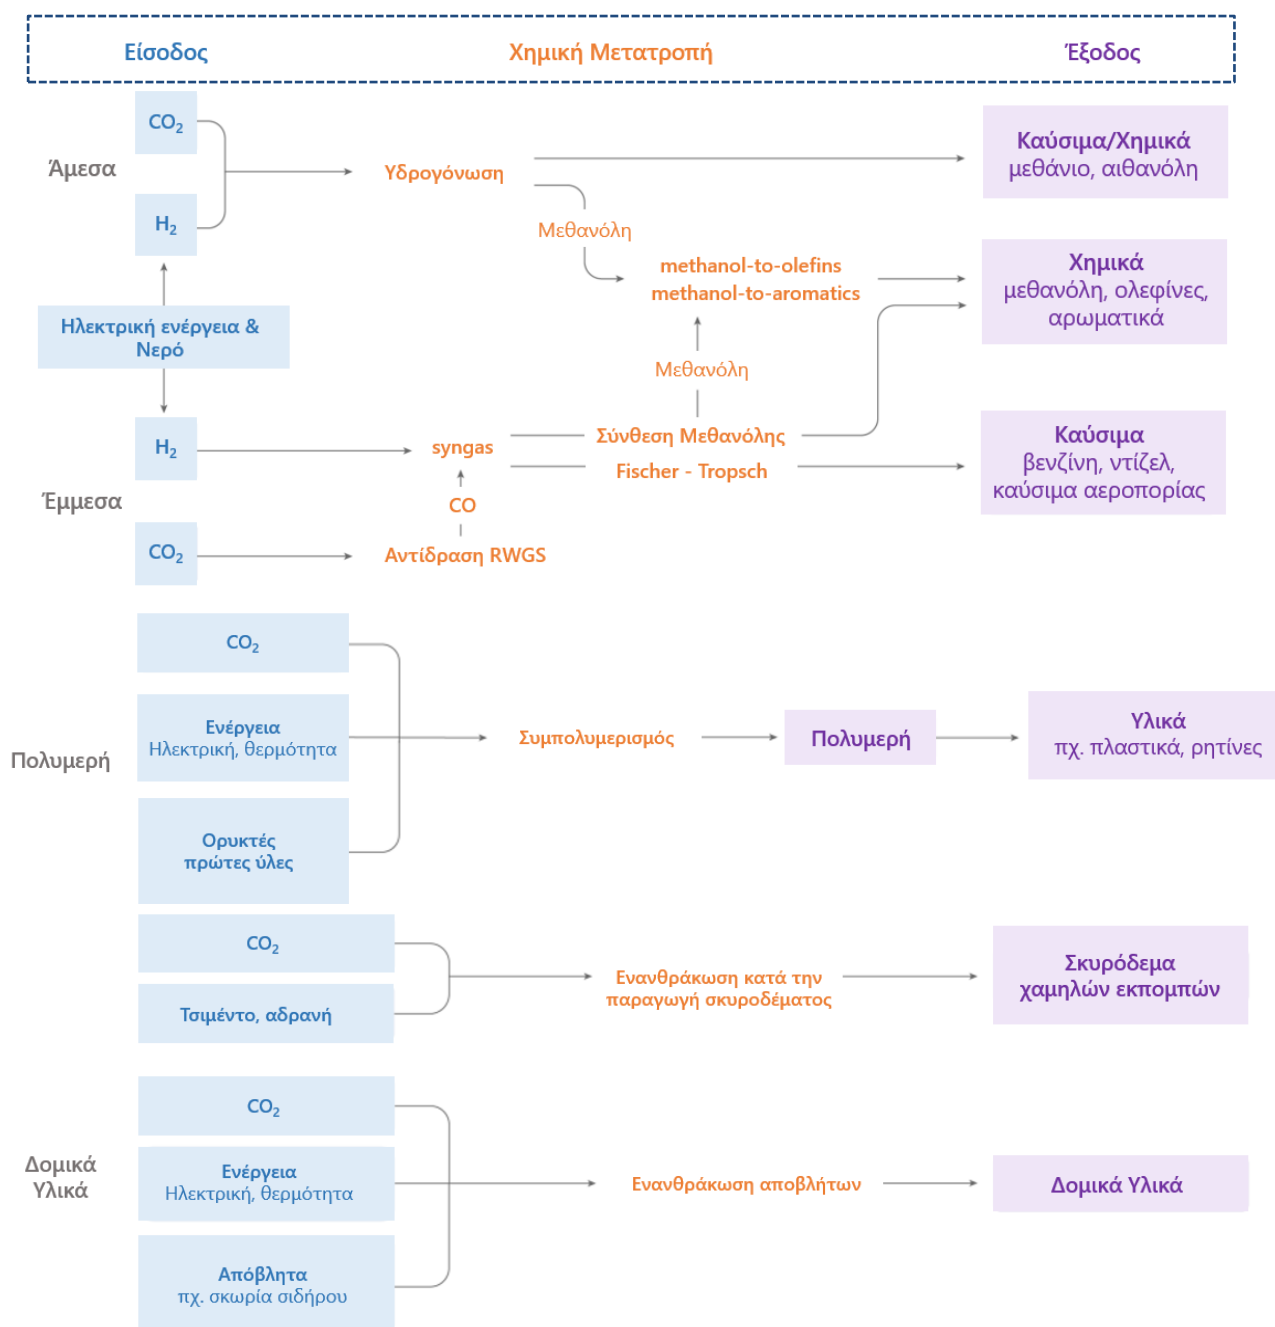 Είσοδος
Χημική Μετατροπή
Έξοδος
Άμεσα
CO₂
H₂
Υδρογόνωση
Καύσιμα/Χημικά
μεθάνιο, αιθανόλη
Μεθανόλη
methanol-to-olefins
methanol-to-aromatics
Χημικά
μεθανόλη, ολεφίνες,
αρωματικά
Ηλεκτρική ενέργεια &
Νερό
Μεθανόλη
Έμμεσα
H₂
syngas
Σύνθεση Μεθανόλης
Fischer - Tropsch
Καύσιμα
βενζίνη, ντίζελ,
καύσιμα αεροπορίας
CO
CO₂
Αντίδραση RWGS
Πολυμερή
CO₂
Ενέργεια
Ηλεκτρική, θερμότητα
Ορυκτές
πρώτες ύλες
Συμπολυμερισμός
Πολυμερή
Υλικά
πχ. πλαστικά, ρητίνες
CO₂
Τσιμέντο, αδρανή
Ενανθράκωση κατά την
παραγωγή σκυροδέματος
Σκυρόδεμα
χαμηλών εκπομπών
Δομικά
Υλικά
CO₂
Ενέργεια
Ηλεκτρική, θερμότητα
Απόβλητα
πχ. σκωρία σιδήρου
Ενανθράκωση αποβλήτων
Δομικά Υλικά